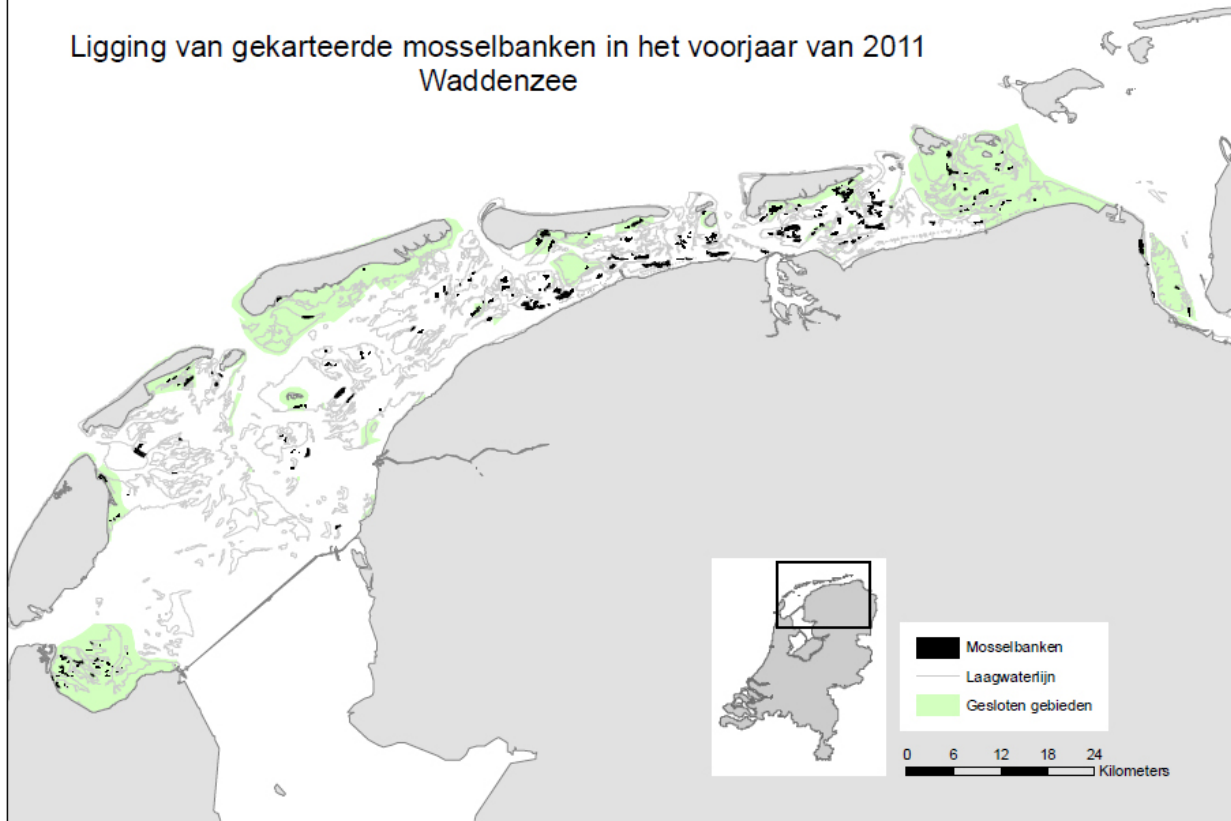 Ligging van gekarteerde mosselbanken in het voorjaar van 2011
Waddenzee
Mosselbanken
Laagwaterlijn
Gesloten gebieden
0 6 12 18 24
Kilometers